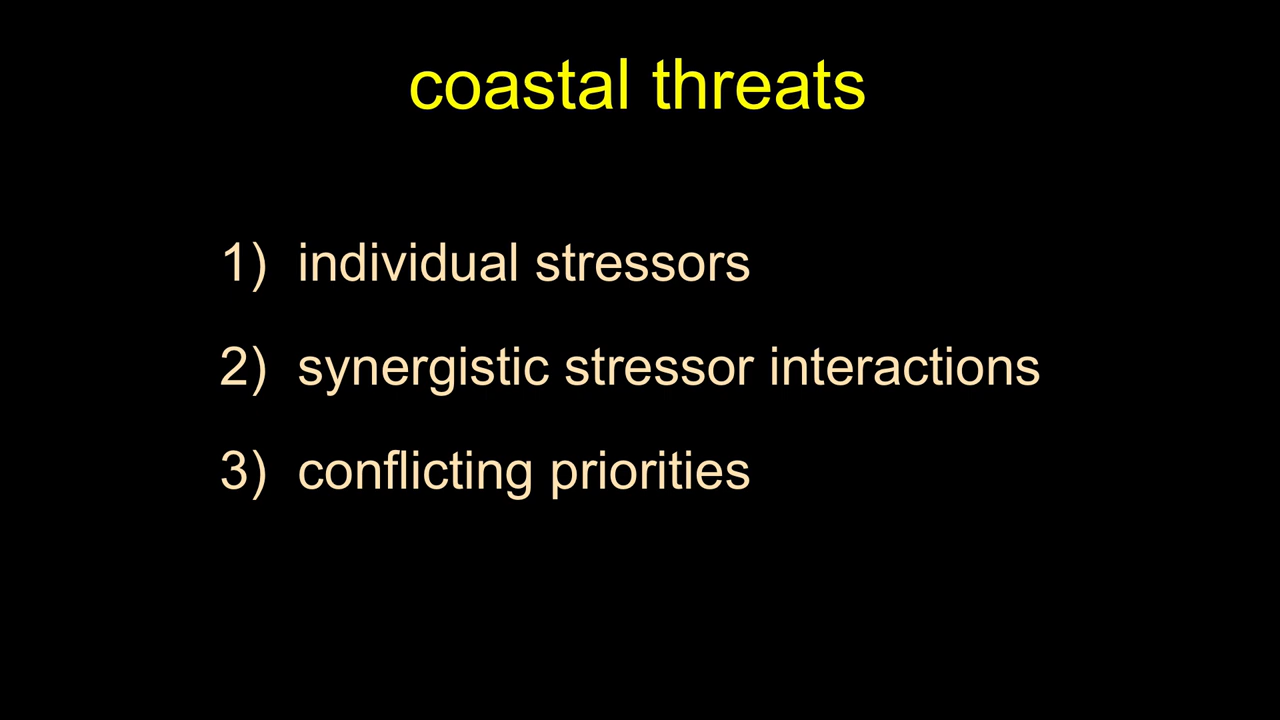 coastal threats
1) individual stressors
2) synergistic stressor interactions
3) conflicting priorities